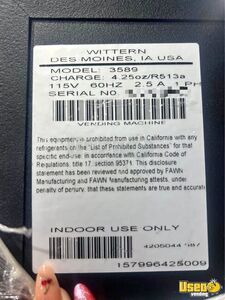 WITTERN
DES MOINES, IA USA
MODEL: 3589
CHARGE: 4.25oz/R513a
115V 60HZ 2.5 A 1 PH
SERIAL NO.
VENDING MACHINE
This equipment is prohibited from use in California with any
refrigerants on the "List of Prohibited Substances" for that
specific end-use, in accordance with California Code of
Regulations, title 17, section 95371. This disclosure
statement has been reviewed and approved by FAWN
Manufacturing and FAWN Manufacturing attests, under
penalty of perjury, that these statements are true and accurate
INDOOR USE ONLY
4205044
157996425009
UsedVending